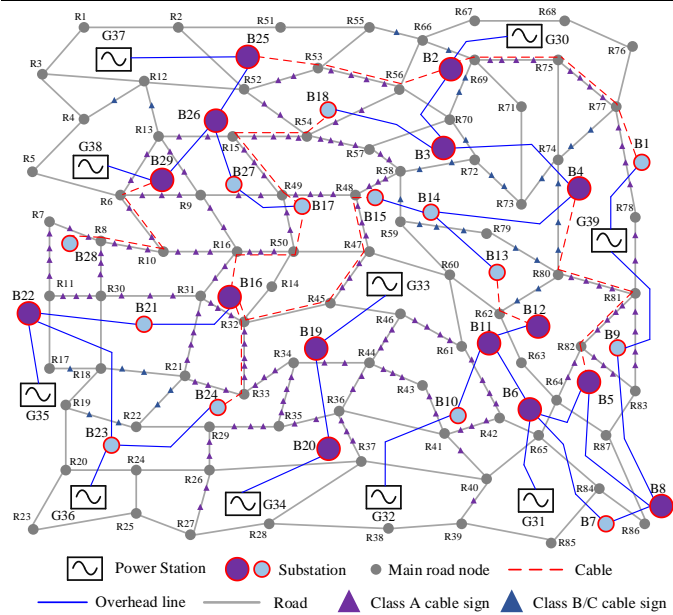 R1 R2 R51 R55 R67 R68
G37 B25 R66 G30 R76
R3 R12 R52 R53 R56 B2 R69 R75
R4 B26 B18 R77
R13 R15 R54 R70 R71 B1
R5 G38 B29 B27 R57 R58 B3 R72 R74 B4
R6 R9 R49 B17 R48 B15 B14 R73 R78
R7 R8 B28 R10 R16 R50 R47 R59 R79 G39
R11 R30 R31 B16 R14 G33 R60 B13 R80 R81
B22 B21 R32 R45 R46 B11 R62 B12 R82 B9
R17 R18 R21 R34 B19 R44 R61 R63
G35 R19 B24 R33 R43 B10 B6 R64 B5 R83
B23 R22 R29 R35 R36 R41 R42 R65 R87
R20 R24 R26 B20 R37 R40 R84 B8
G36 R25 G34 G32 G31 B7 R86
R23 R27 R28 R38 R39 R85
Power Station Substation Main road node Cable
Overhead line Road Class A cable sign Class B/C cable sign